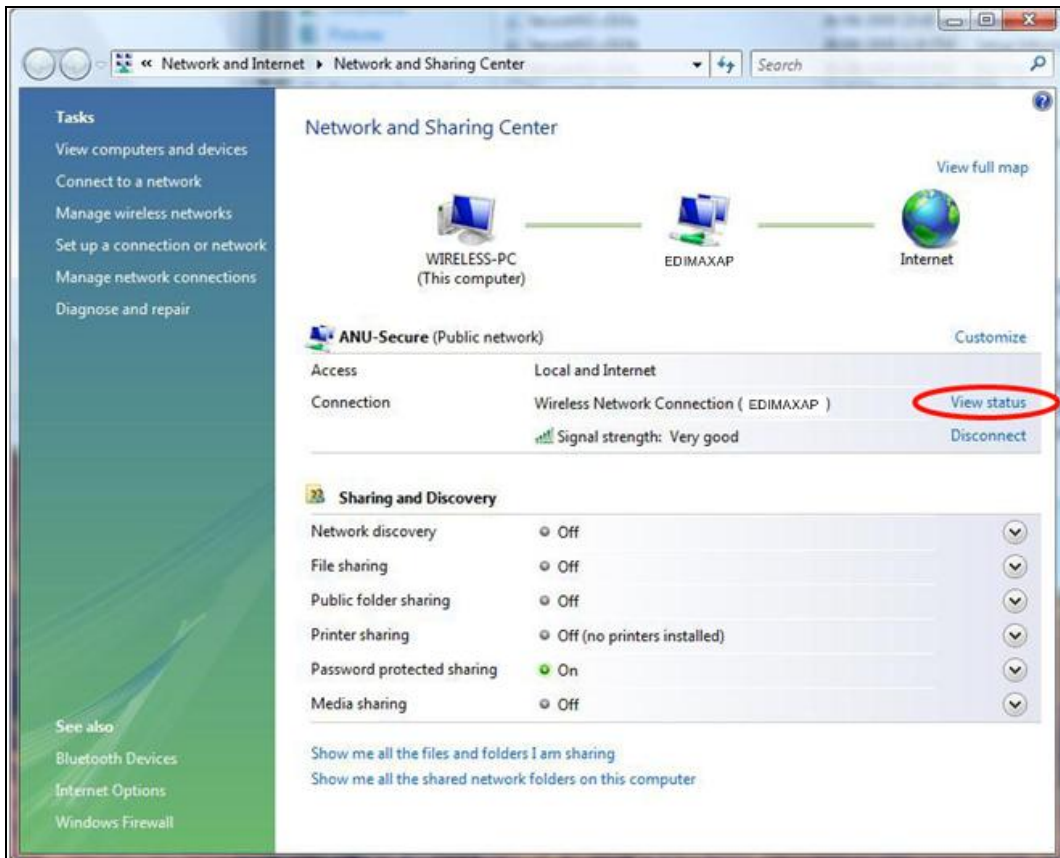 « Network and Internet ▸ Network and Sharing Center
Search
Tasks
View computers and devices
Connect to a network
Manage wireless networks
Set up a connection or network
Manage network connections
Diagnose and repair
See also
Bluetooth Devices
Internet Options
Windows Firewall
Network and Sharing Center
View full map
WIRELESS-PC
(This computer)
EDIMAXAP
Internet
ANU-Secure (Public network) Customize
Access Local and Internet
Connection Wireless Network Connection ( EDIMAXAP ) View status
Signal strength: Very good Disconnect
Sharing and Discovery
Network discovery Off
File sharing Off
Public folder sharing Off
Printer sharing Off (no printers installed)
Password protected sharing On
Media sharing Off
Show me all the files and folders I am sharing
Show me all the shared network folders on this computer